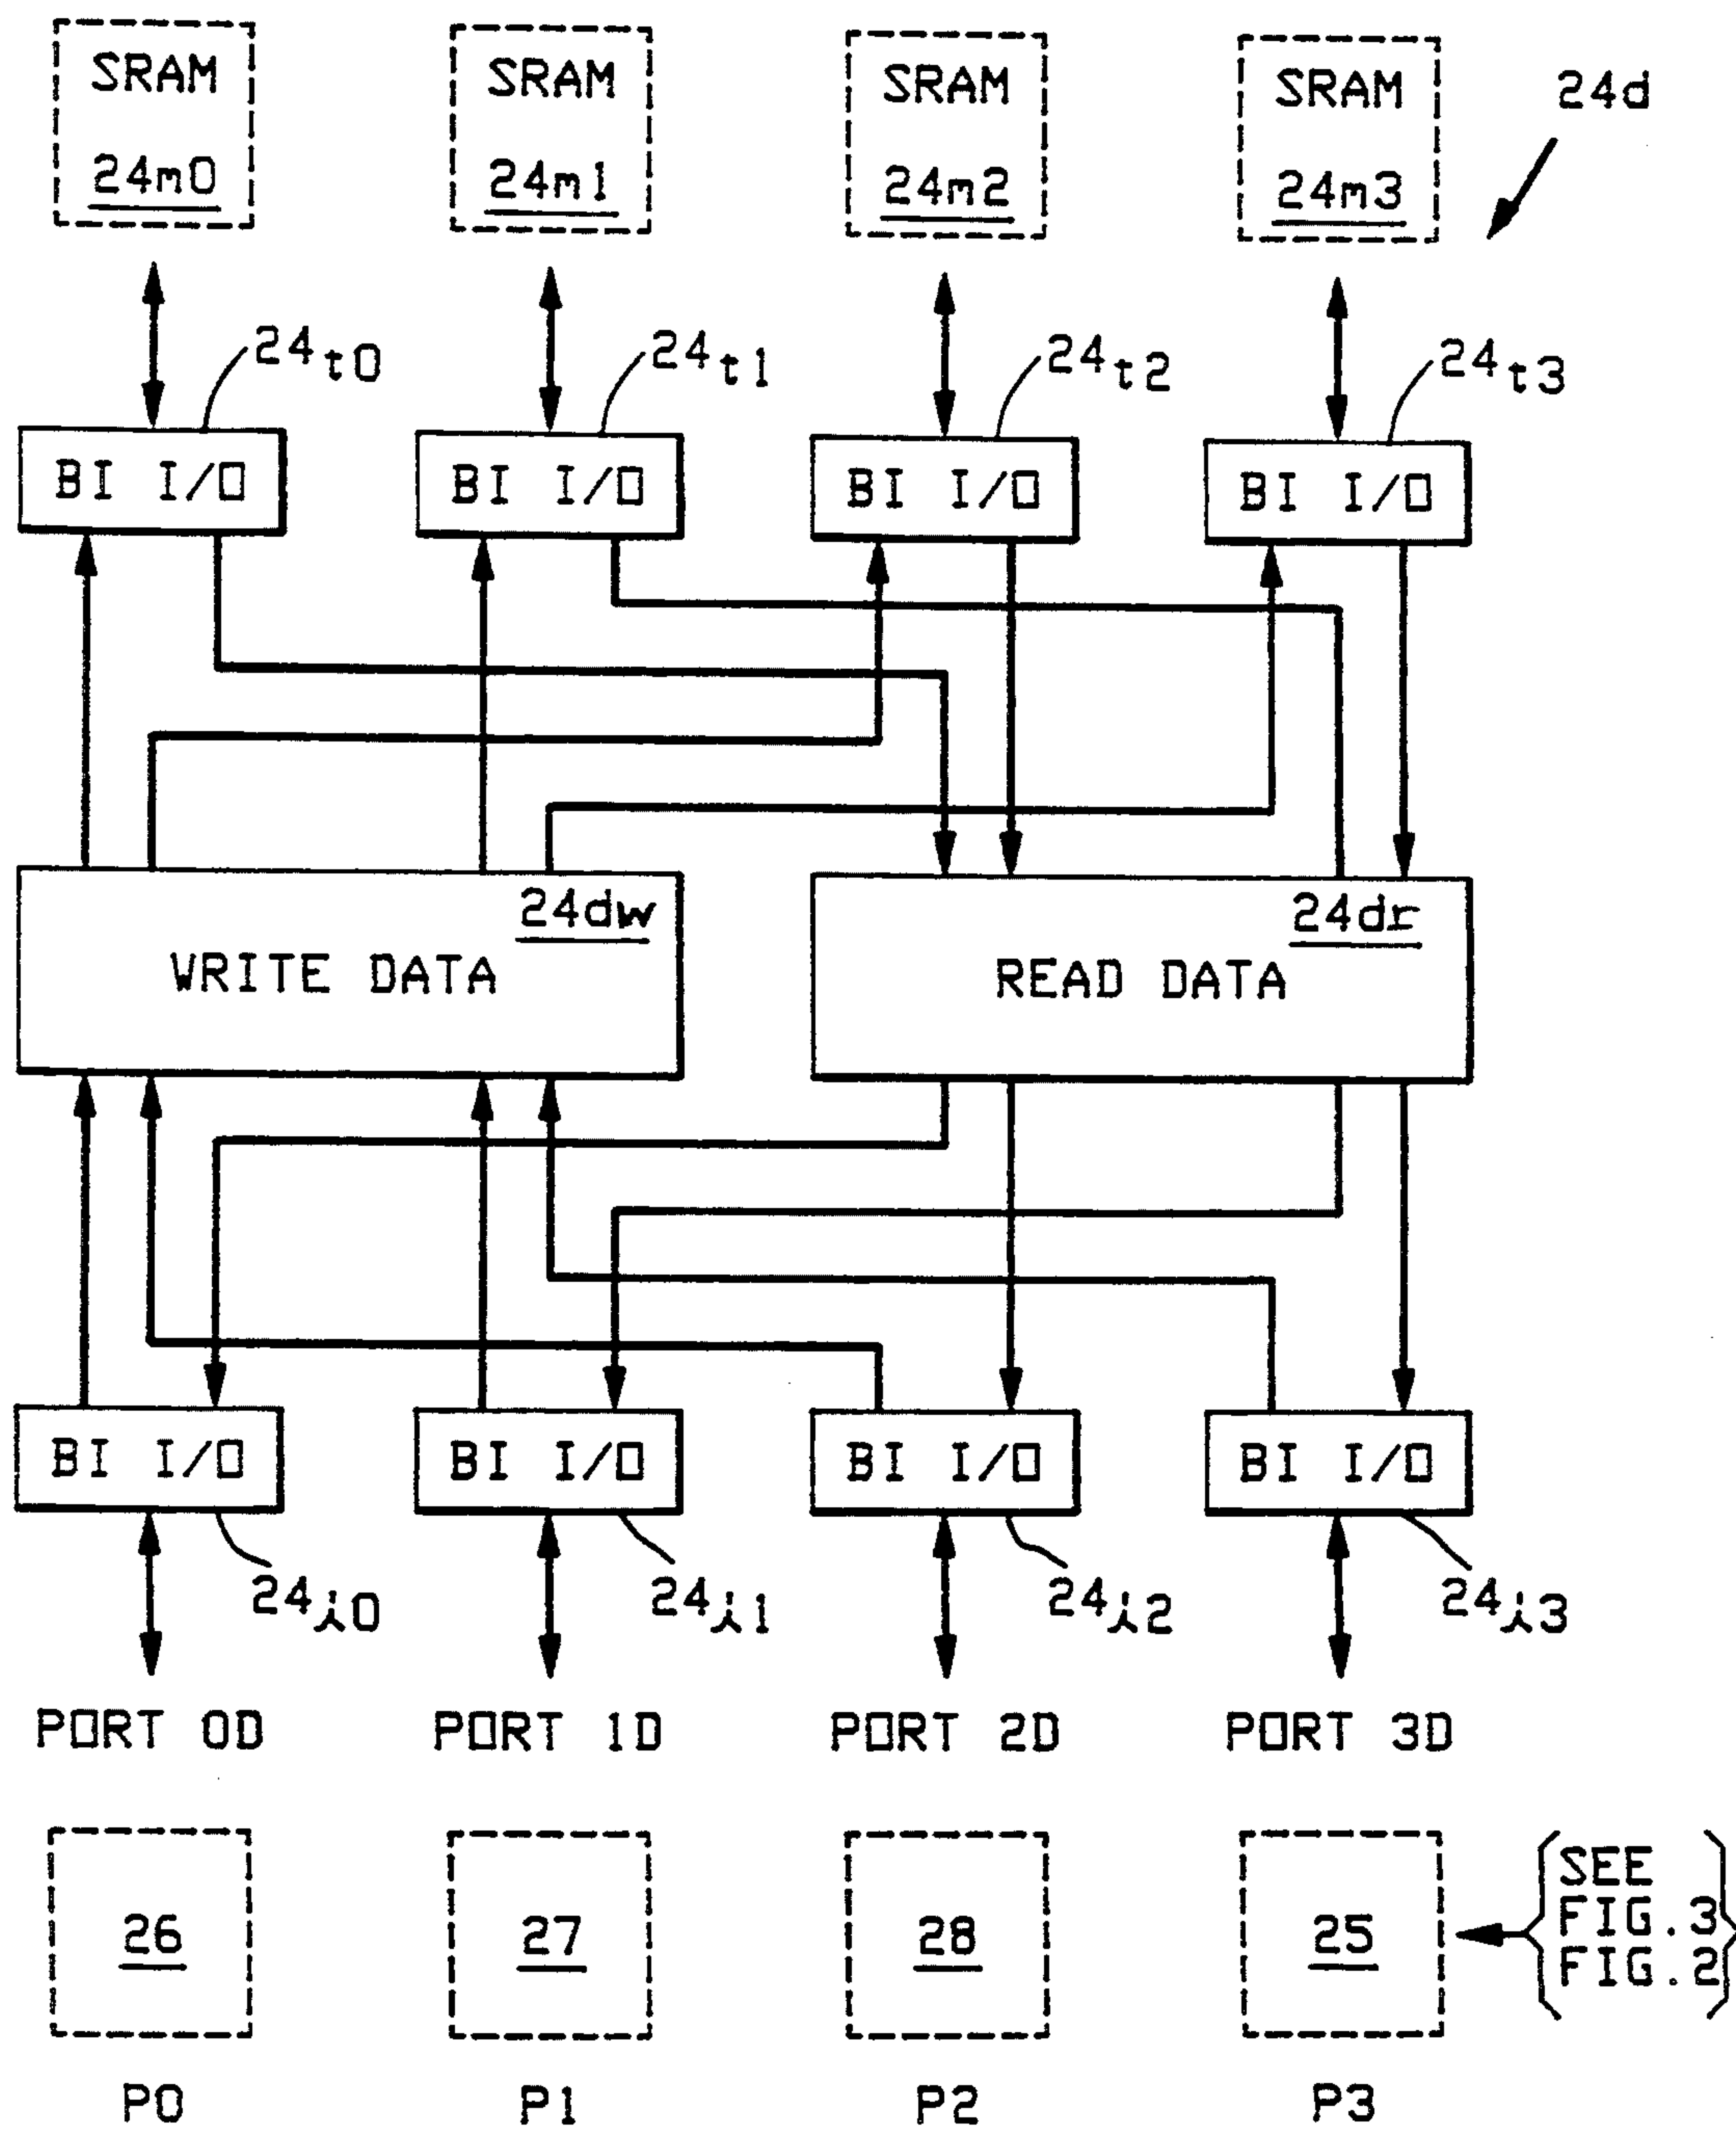 SRAM SRAM SRAM SRAM 24d
24m0 24m1 24m2 24m3
24t0 24t1 24t2 24t3
BI I/O BI I/O BI I/O BI I/O
24dw 24dr
WRITE DATA READ DATA
BI I/O BI I/O BI I/O BI I/O
24i0 24i1 24i2 24i3
PORT 0D PORT 1D PORT 2D PORT 3D
SEE
26 27 28 25 FIG.3
FIG.2
P0 P1 P2 P3